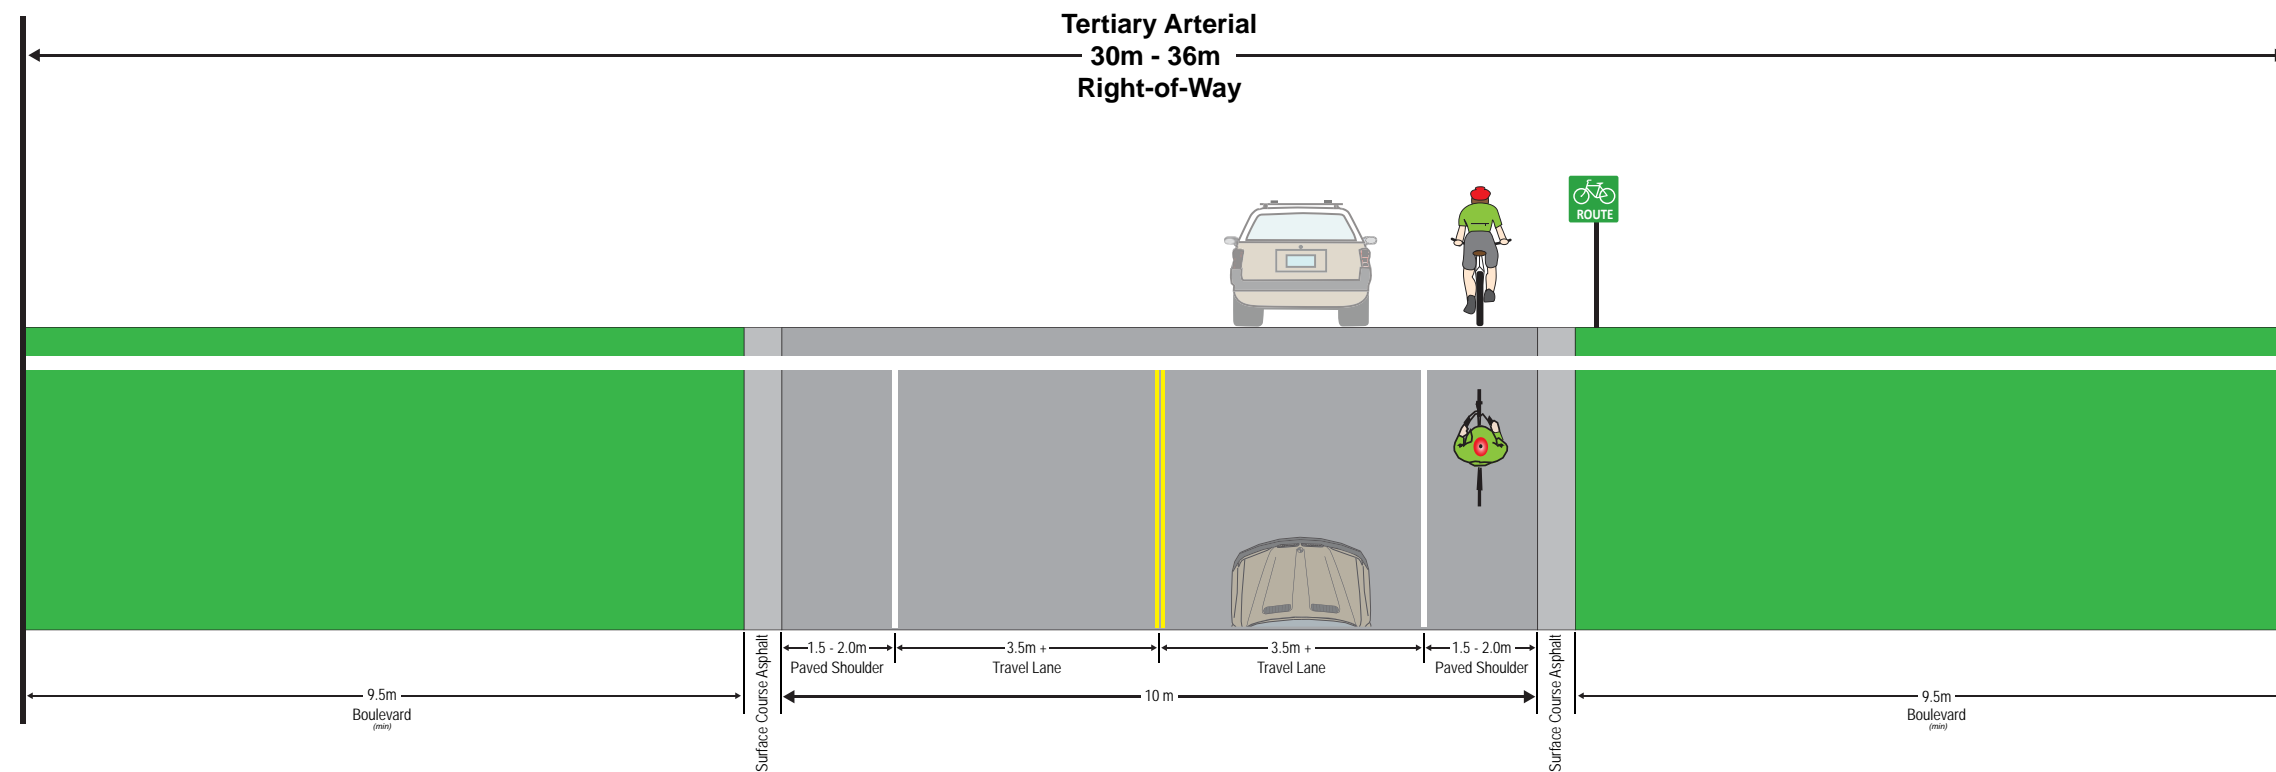 Tertiary Arterial
30m - 36m
Right-of-Way
ROUTE
1.5 - 2.0m
Paved Shoulder
3.5m +
Travel Lane
3.5m +
Travel Lane
1.5 - 2.0m
Paved Shoulder
Surface Course Asphalt
Surface Course Asphalt
9.5m
Boulevard
(min)
10 m
9.5m
Boulevard
(min)